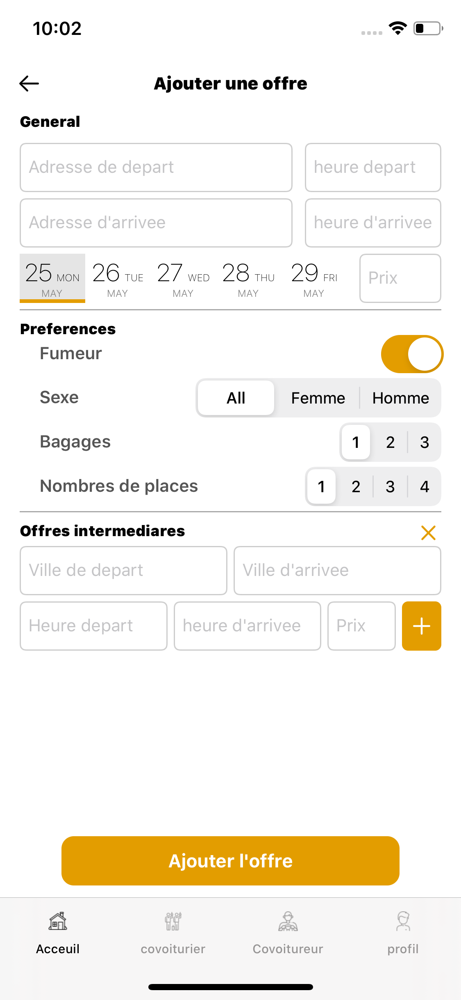 10:02
Ajouter une offre
General
Adresse de depart heure depart
Adresse d'arrivee heure d'arrivee
25 MON 26 TUE 27 WED 28 THU 29 FRI Prix
MAY MAY MAY MAY MAY
Preferences
Fumeur
Sexe All Femme Homme
Bagages 1 2 3
Nombres de places 1 2 3 4
Offres intermediares
Ville de depart Ville d'arrivee
Heure depart heure d'arrivee Prix
Ajouter l'offre
Acceuil covoiturier Covoitureur profil